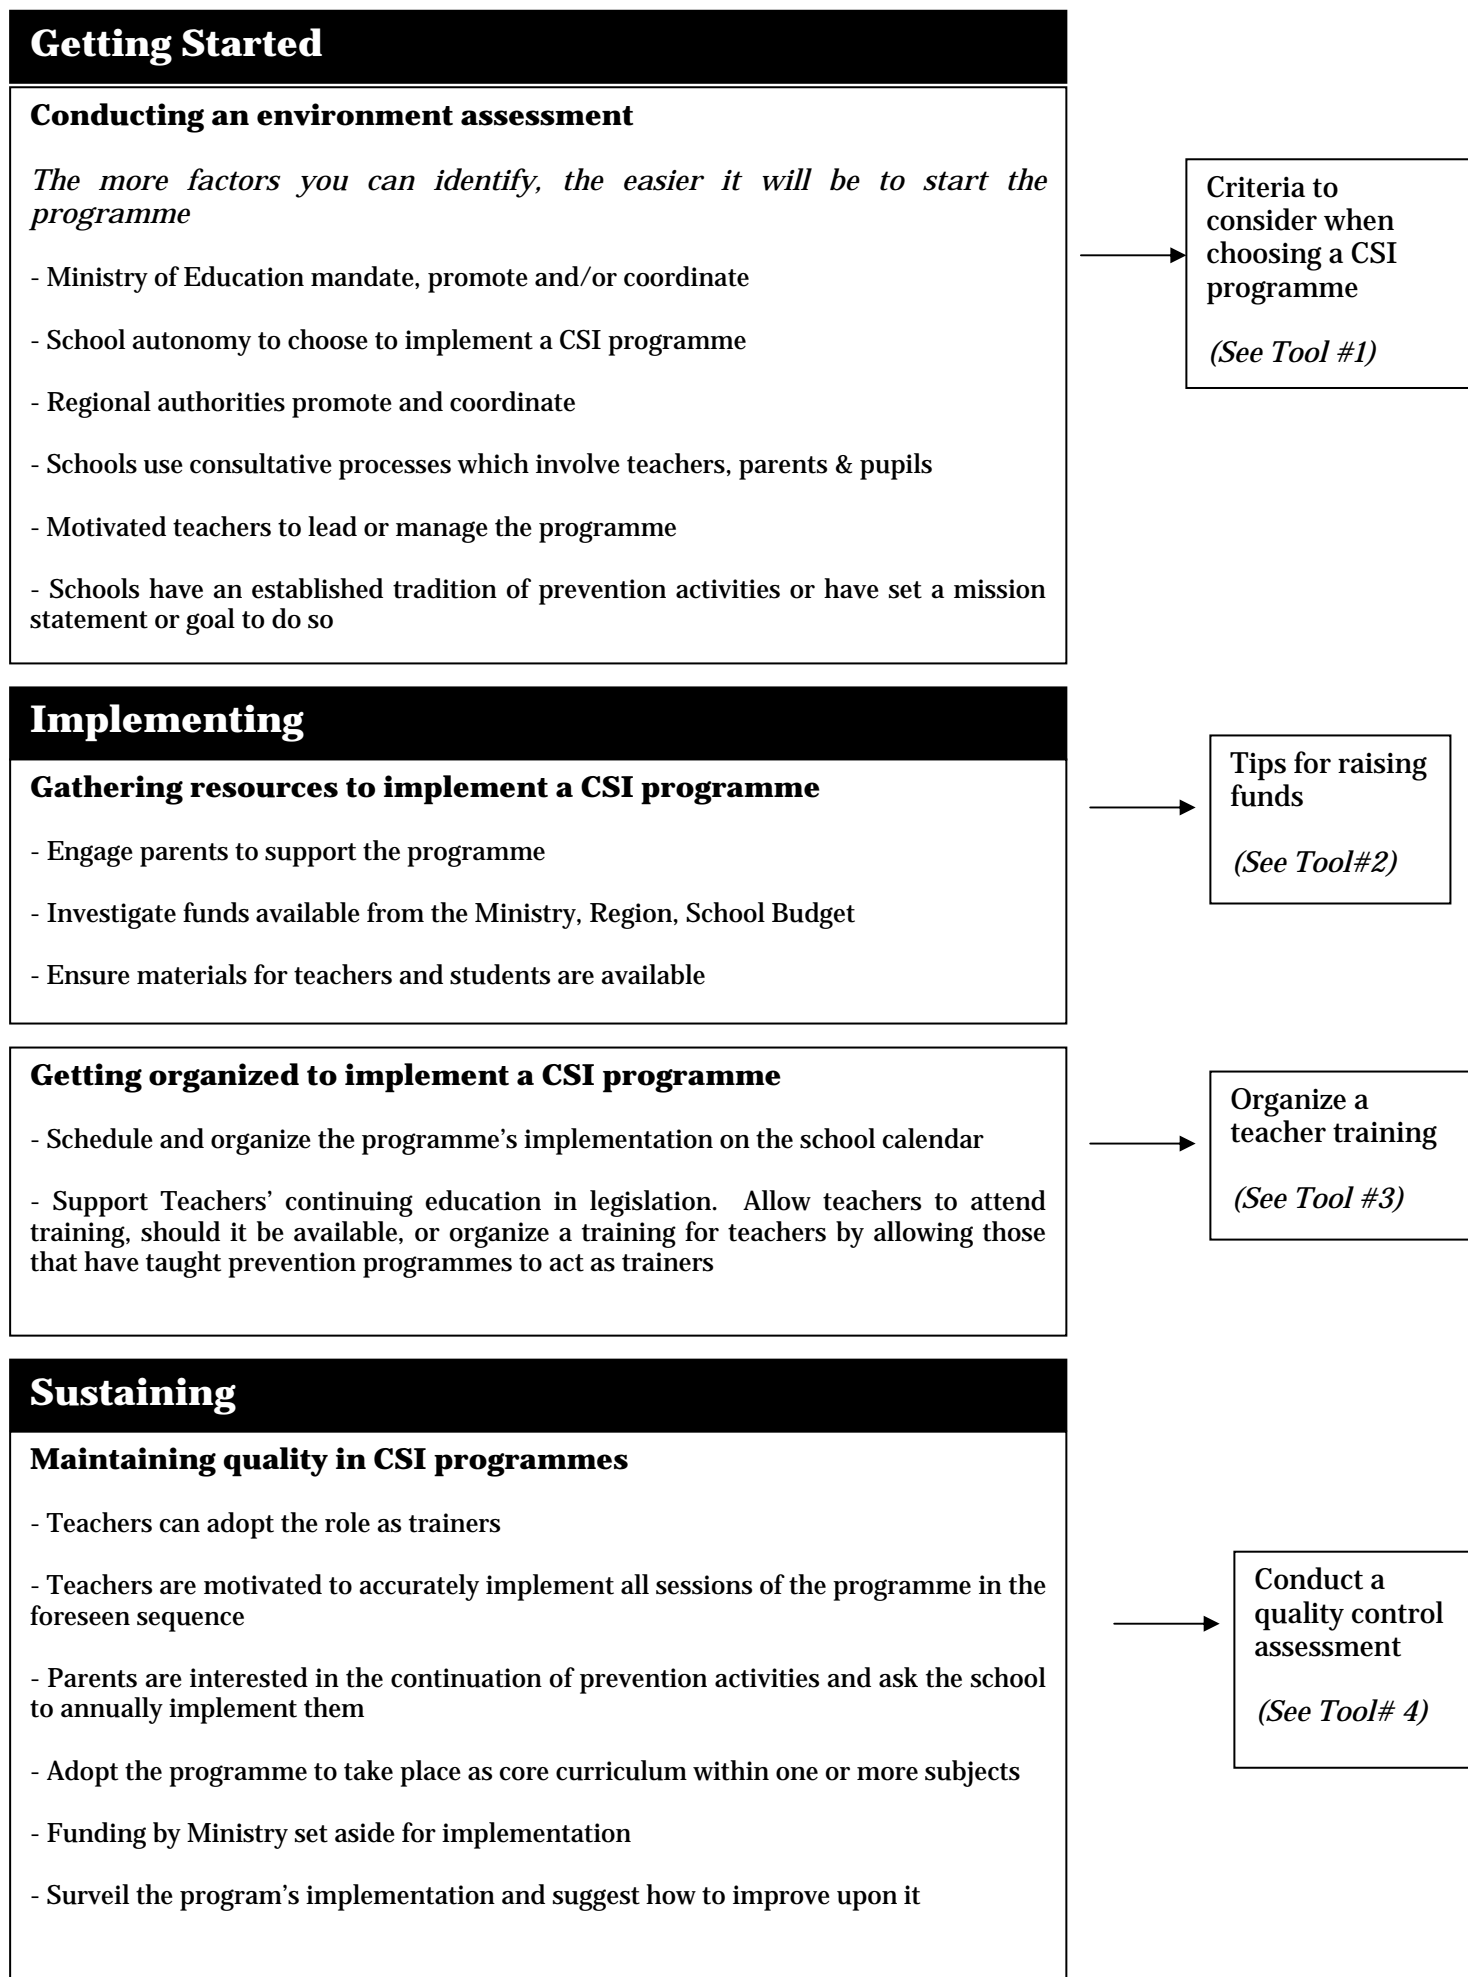 Getting Started
Conducting an environment assessment
The more factors you can identify, the easier it will be to start the
programme
- Ministry of Education mandate, promote and/or coordinate
- School autonomy to choose to implement a CSI programme
- Regional authorities promote and coordinate
- Schools use consultative processes which involve teachers, parents & pupils
- Motivated teachers to lead or manage the programme
- Schools have an established tradition of prevention activities or have set a mission
statement or goal to do so
Criteria to
consider when
choosing a CSI
programme
(See Tool #1)
Implementing
Gathering resources to implement a CSI programme
- Engage parents to support the programme
- Investigate funds available from the Ministry, Region, School Budget
- Ensure materials for teachers and students are available
Tips for raising
funds
(See Tool#2)
Getting organized to implement a CSI programme
- Schedule and organize the programme’s implementation on the school calendar
- Support Teachers’ continuing education in legislation. Allow teachers to attend
training, should it be available, or organize a training for teachers by allowing those
that have taught prevention programmes to act as trainers
Organize a
teacher training
(See Tool #3)
Sustaining
Maintaining quality in CSI programmes
- Teachers can adopt the role as trainers
- Teachers are motivated to accurately implement all sessions of the programme in the
foreseen sequence
- Parents are interested in the continuation of prevention activities and ask the school
to annually implement them
- Adopt the programme to take place as core curriculum within one or more subjects
- Funding by Ministry set aside for implementation
- Surveil the program’s implementation and suggest how to improve upon it
Conduct a
quality control
assessment
(See Tool# 4)